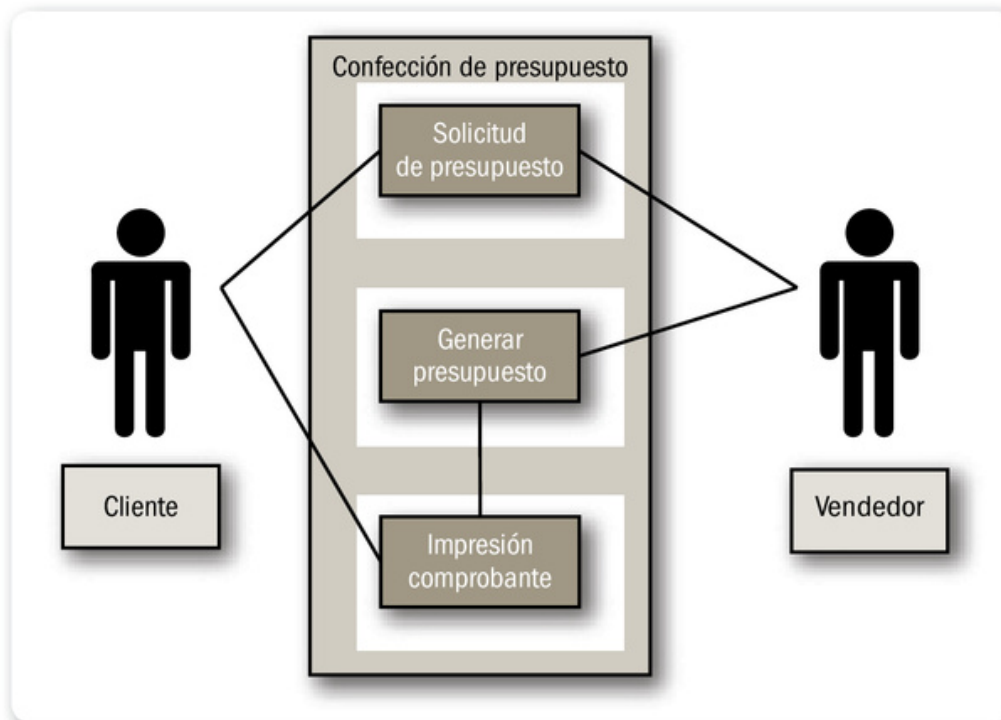 Confección de presupuesto
Solicitud
de presupuesto
Generar
presupuesto
Impresión
comprobante
Cliente
Vendedor